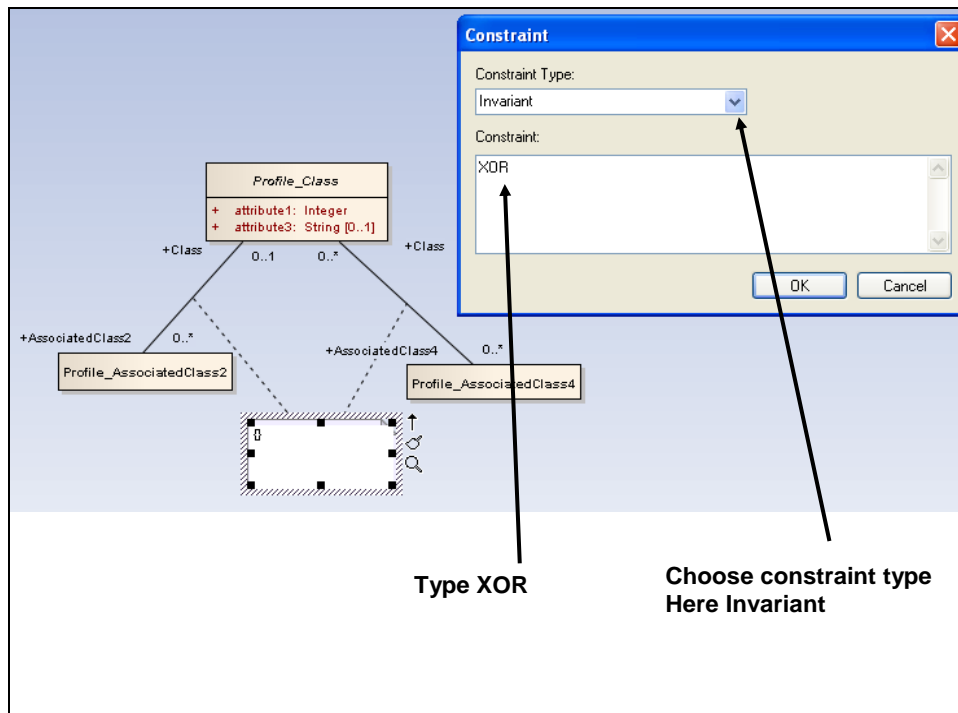 Constraint
Constraint Type:
Invariant
Constraint:
XOR
OK
Cancel
Profile_Class
+ attribute1: Integer
+ attribute3: String [0..1]
+Class
0..1
0..*
+Class
+AssociatedClass2
0..*
+AssociatedClass4
0..*
Profile_AssociatedClass2
Profile_AssociatedClass4
{}
Type XOR
Choose constraint type
Here Invariant